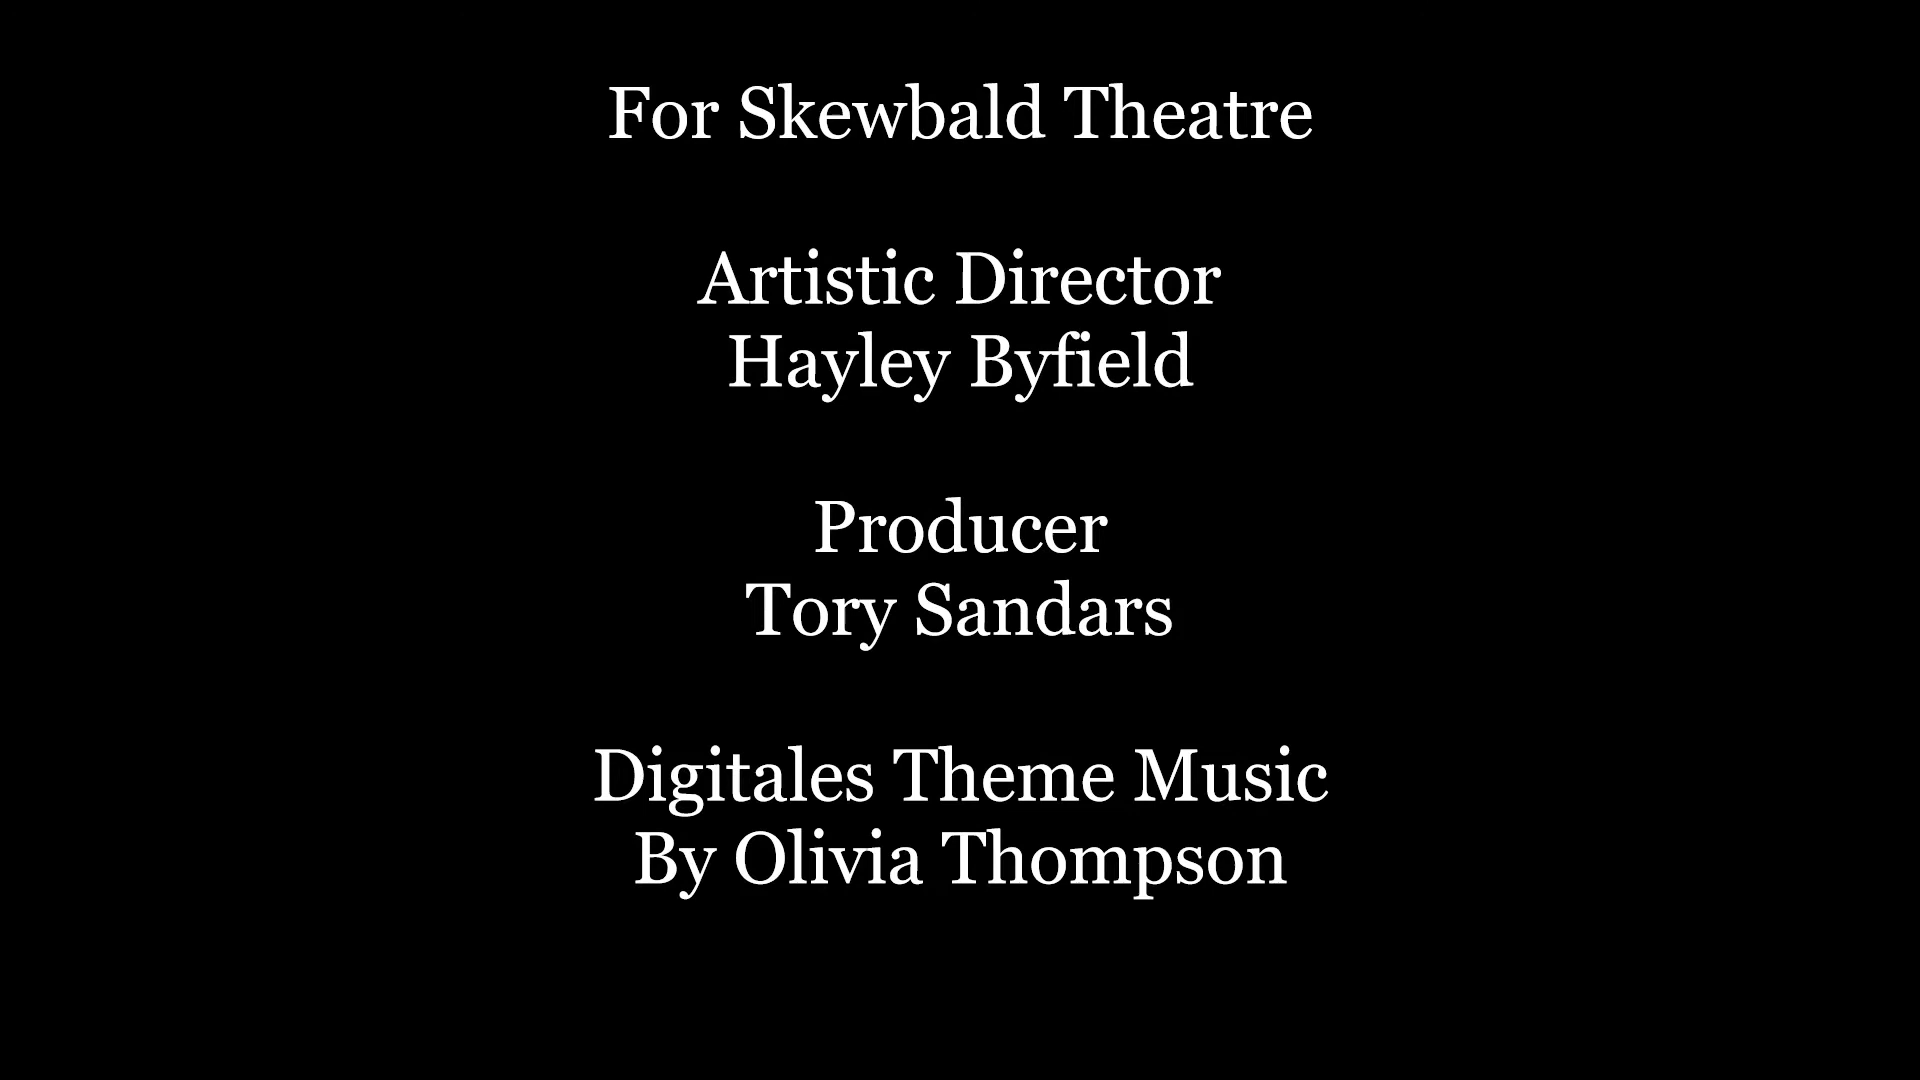 For Skewbald Theatre
Artistic Director
Hayley Byfield
Producer
Tory Sandars
Digitales Theme Music
By Olivia Thompson